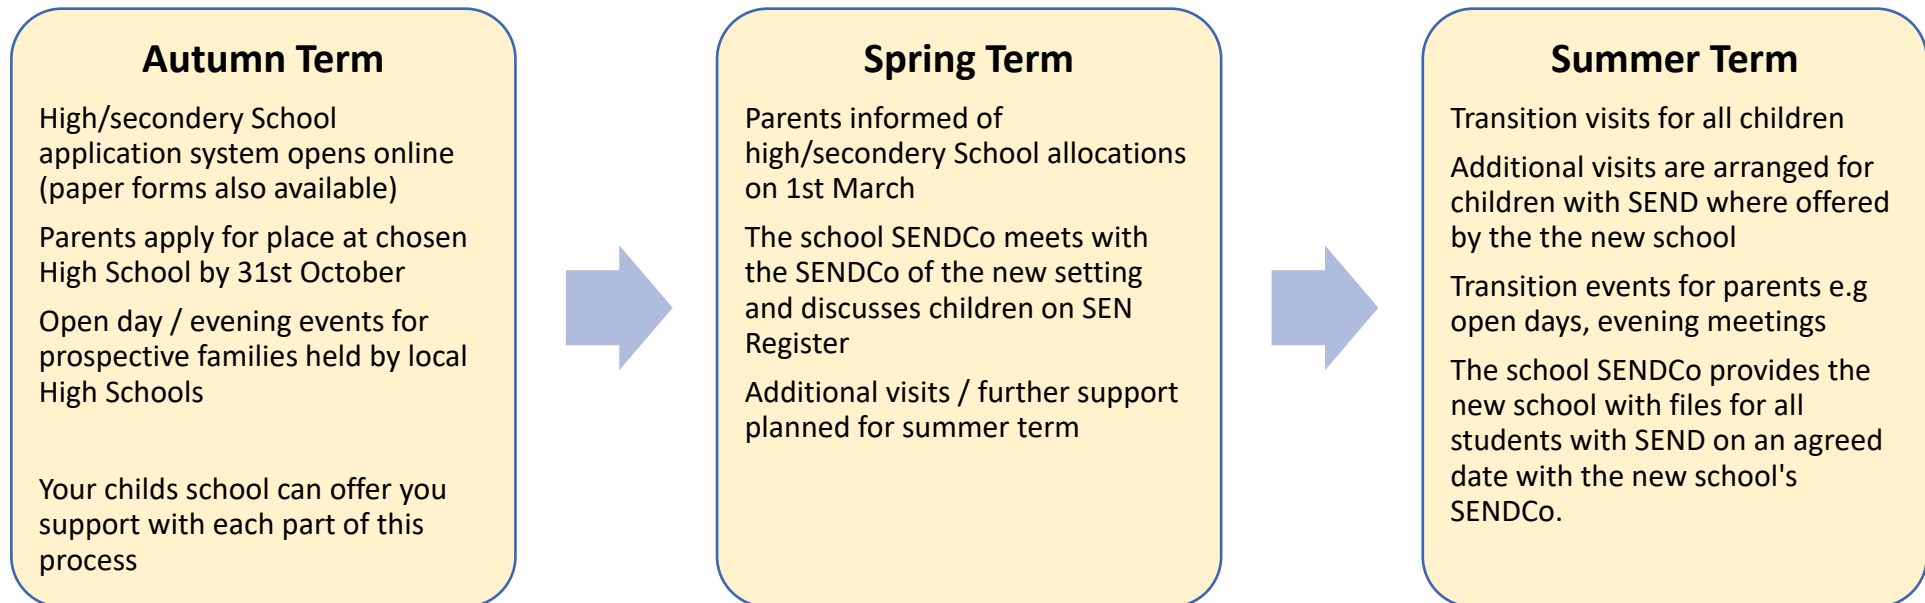 Autumn Term
High/secondery School
application system opens online
(paper forms also available)
Parents apply for place at chosen
High School by 31st October
Open day / evening events for
prospective families held by local
High Schools
Your childs school can offer you
support with each part of this
process
Spring Term
Parents informed of
high/secondery School allocations
on 1st March
The school SENDCo meets with
the SENDCo of the new setting
and discusses children on SEN
Register
Additional visits / further support
planned for summer term
Summer Term
Transition visits for all children
Additional visits are arranged for
children with SEND where offered
by the the new school
Transition events for parents e.g
open days, evening meetings
The school SENDCo provides the
new school with files for all
students with SEND on an agreed
date with the new school's
SENDCo.